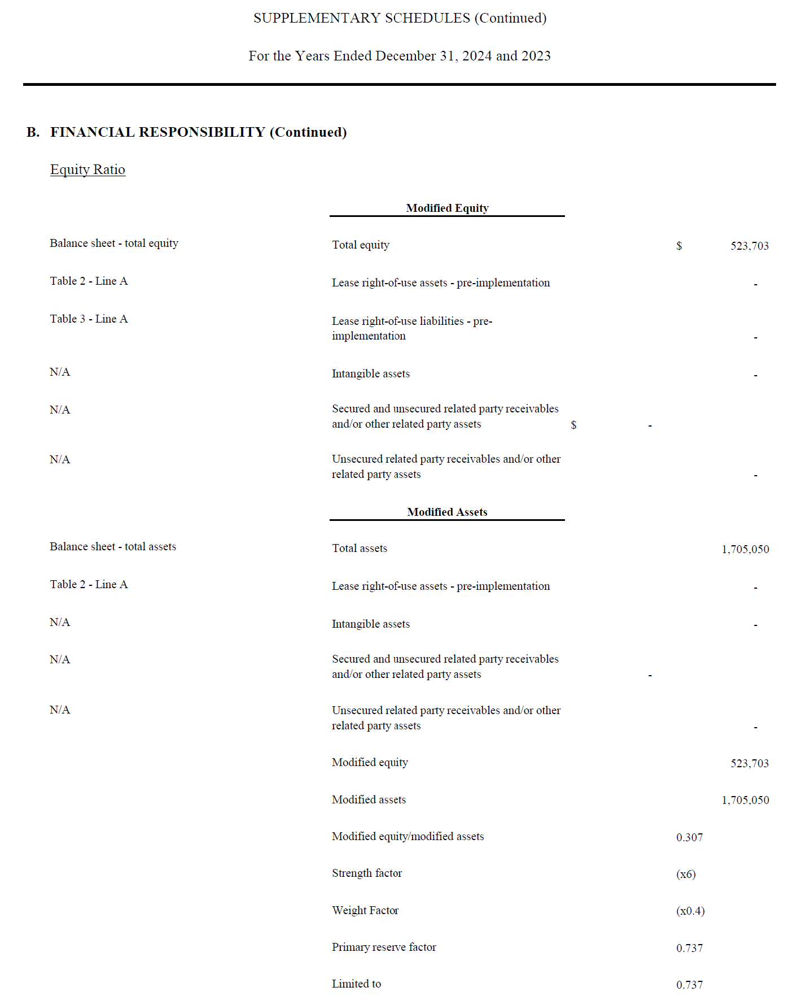 SUPPLEMENTARY SCHEDULES (Continued)
For the Years Ended December 31, 2024 and 2023
B. FINANCIAL RESPONSIBILITY (Continued)
Equity Ratio
Modified Equity
Balance sheet - total equity Total equity $ 523,703
Table 2 - Line A Lease right-of-use assets - pre-implementation -
Table 3 - Line A Lease right-of-use liabilities - pre-
implementation -
N/A Intangible assets -
N/A Secured and unsecured related party receivables
and/or other related party assets $ -
N/A Unsecured related party receivables and/or other
related party assets -
Modified Assets
Balance sheet - total assets Total assets 1,705,050
Table 2 - Line A Lease right-of-use assets - pre-implementation -
N/A Intangible assets -
N/A Secured and unsecured related party receivables
and/or other related party assets -
N/A Unsecured related party receivables and/or other
related party assets -
Modified equity 523,703
Modified assets 1,705,050
Modified equity/modified assets 0.307
Strength factor (x6)
Weight Factor (x0.4)
Primary reserve factor 0.737
Limited to 0.737